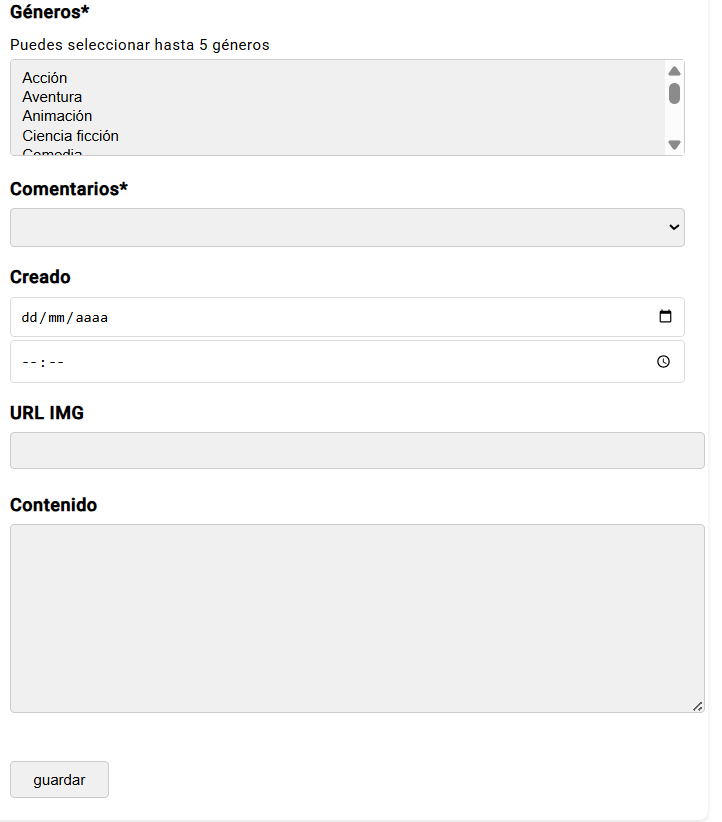 Géneros*
Puedes seleccionar hasta 5 géneros
Acción
Aventura
Animación
Ciencia ficción
Comedia
Comentarios*
Creado
dd/mm/aaaa
--:--
URL IMG
Contenido
guardar